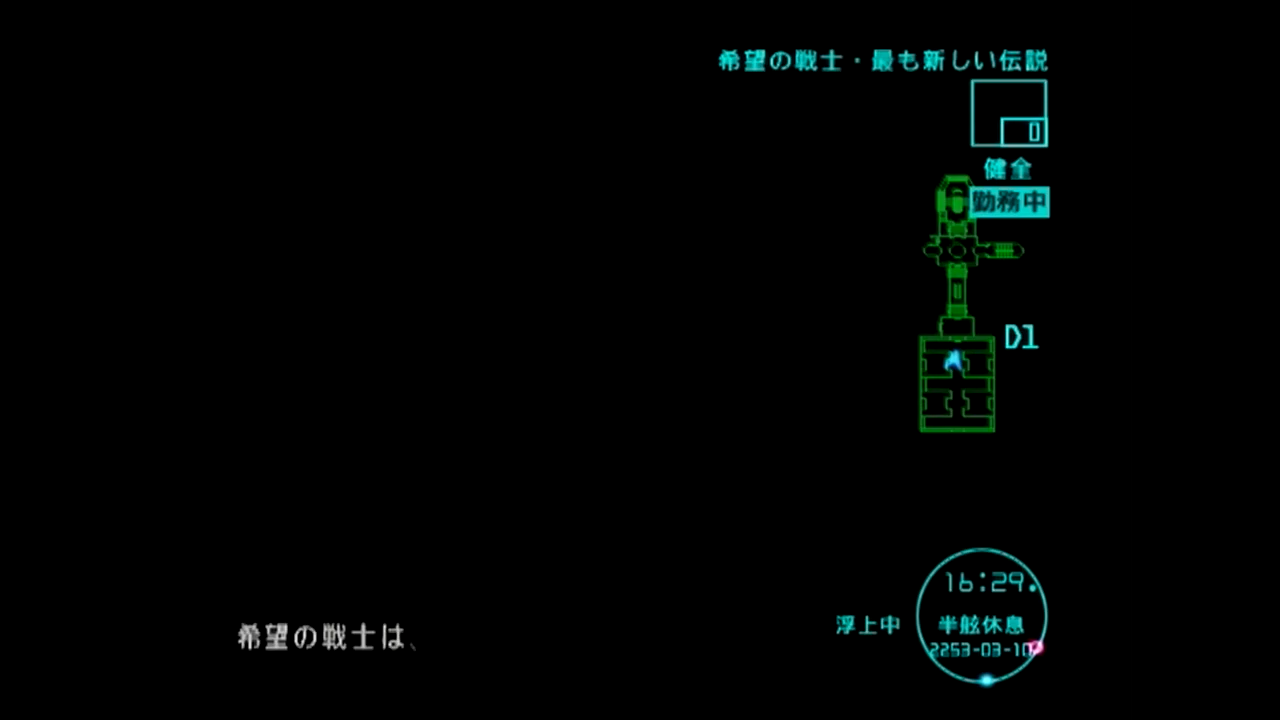 希望の戦士・最も新しい伝説
0
健全
勤務中
D1
16:29
浮上中
半舷休息
2253-03-10
希望の戦士は、